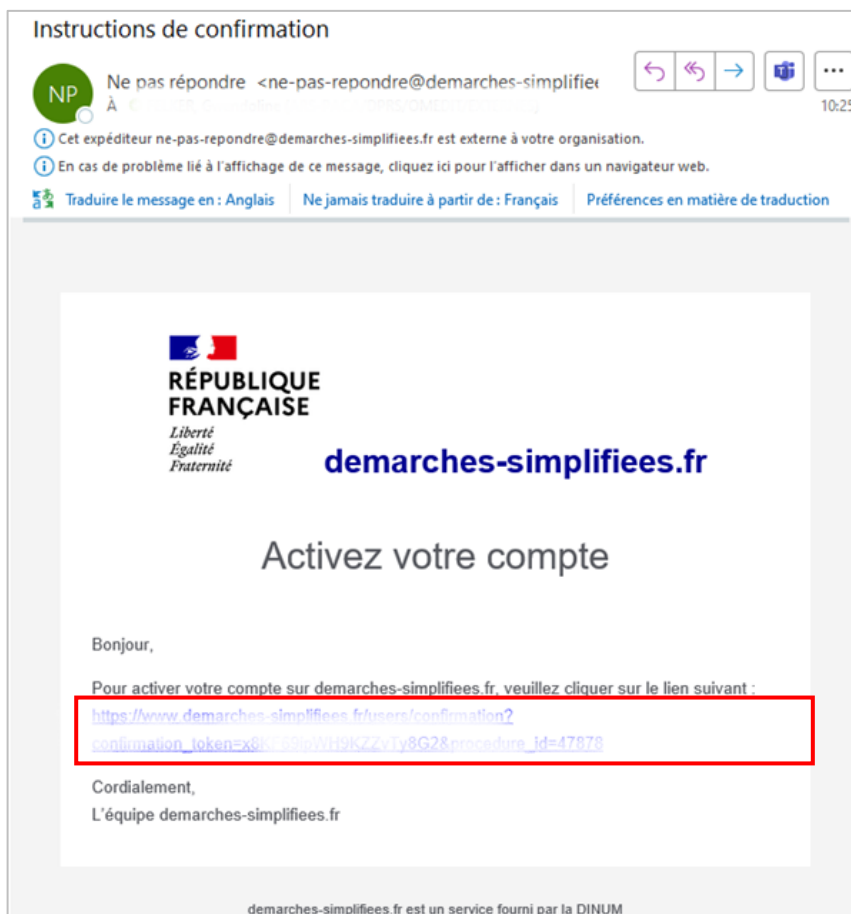 Instructions de confirmation
NP
Ne pas répondre <ne-pas-repondre@demarches-simplifiee
À
10:25
Cet expéditeur ne-pas-repondre@demarches-simplifiees.fr est externe à votre organisation.
En cas de problème lié à l'affichage de ce message, cliquez ici pour l'afficher dans un navigateur web.
Traduire le message en : Anglais Ne jamais traduire à partir de : Français Préférences en matière de traduction
RÉPUBLIQUE
FRANÇAISE
Liberté
Égalité
Fraternité
demarches-simplifiees.fr
Activez votre compte
Bonjour,
Pour activer votre compte sur demarches-simplifiees.fr, veuillez cliquer sur le lien suivant :
https://www.demarches-simplifiees.fr/users/confirmation?
Cordialement,
L'équipe demarches-simplifiees.fr
demarches-simplifiees.fr est un service fourni par la DINUM